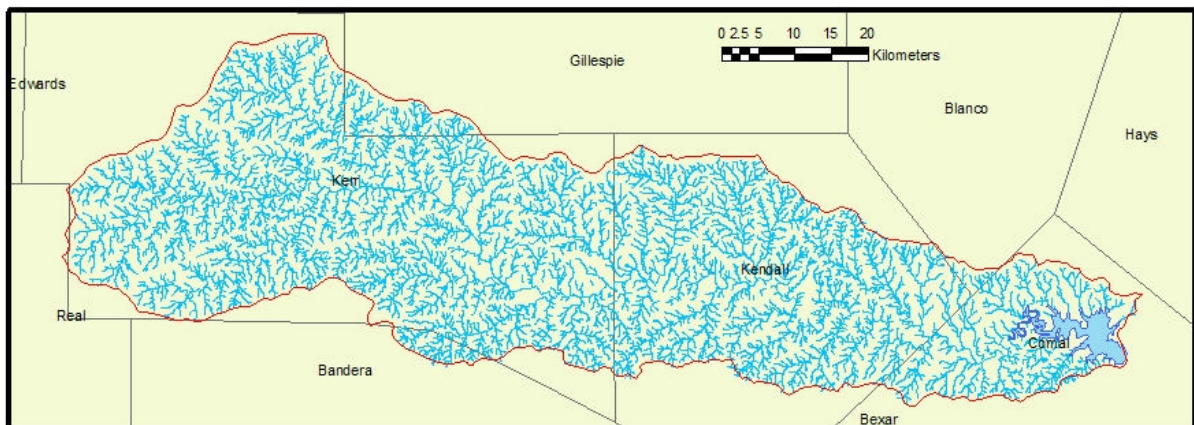 0 2.5 5 10 15 20
Kilometers
Gillespie
Edwards
Blanco
Hays
Kerr
Kendall
Real
Comal
Bandera
Bexar